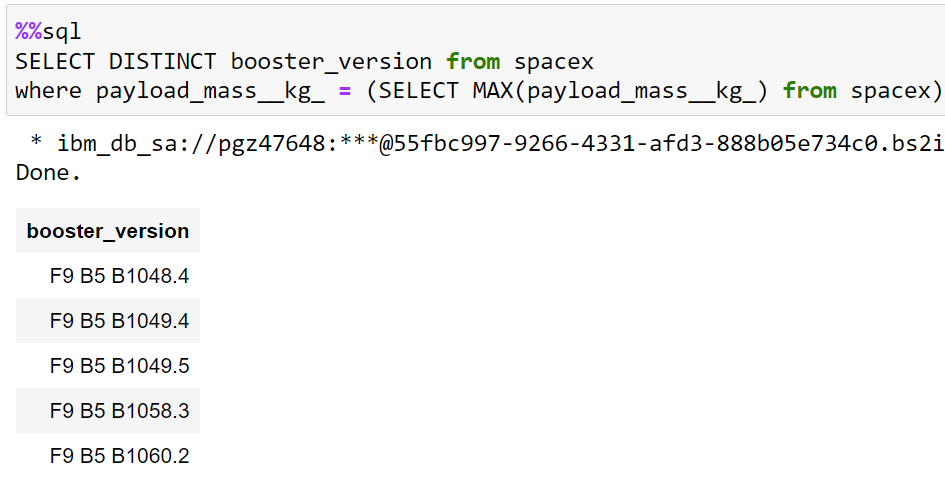 %%sql
SELECT DISTINCT booster_version from spacex
where payload_mass__kg_ = (SELECT MAX(payload_mass__kg_) from spacex)
* ibm_db_sa://pgz47648:***@55fbc997-9266-4331-afd3-888b05e734c0.bs2i
Done.
booster_version
F9 B5 B1048.4
F9 B5 B1049.4
F9 B5 B1049.5
F9 B5 B1058.3
F9 B5 B1060.2